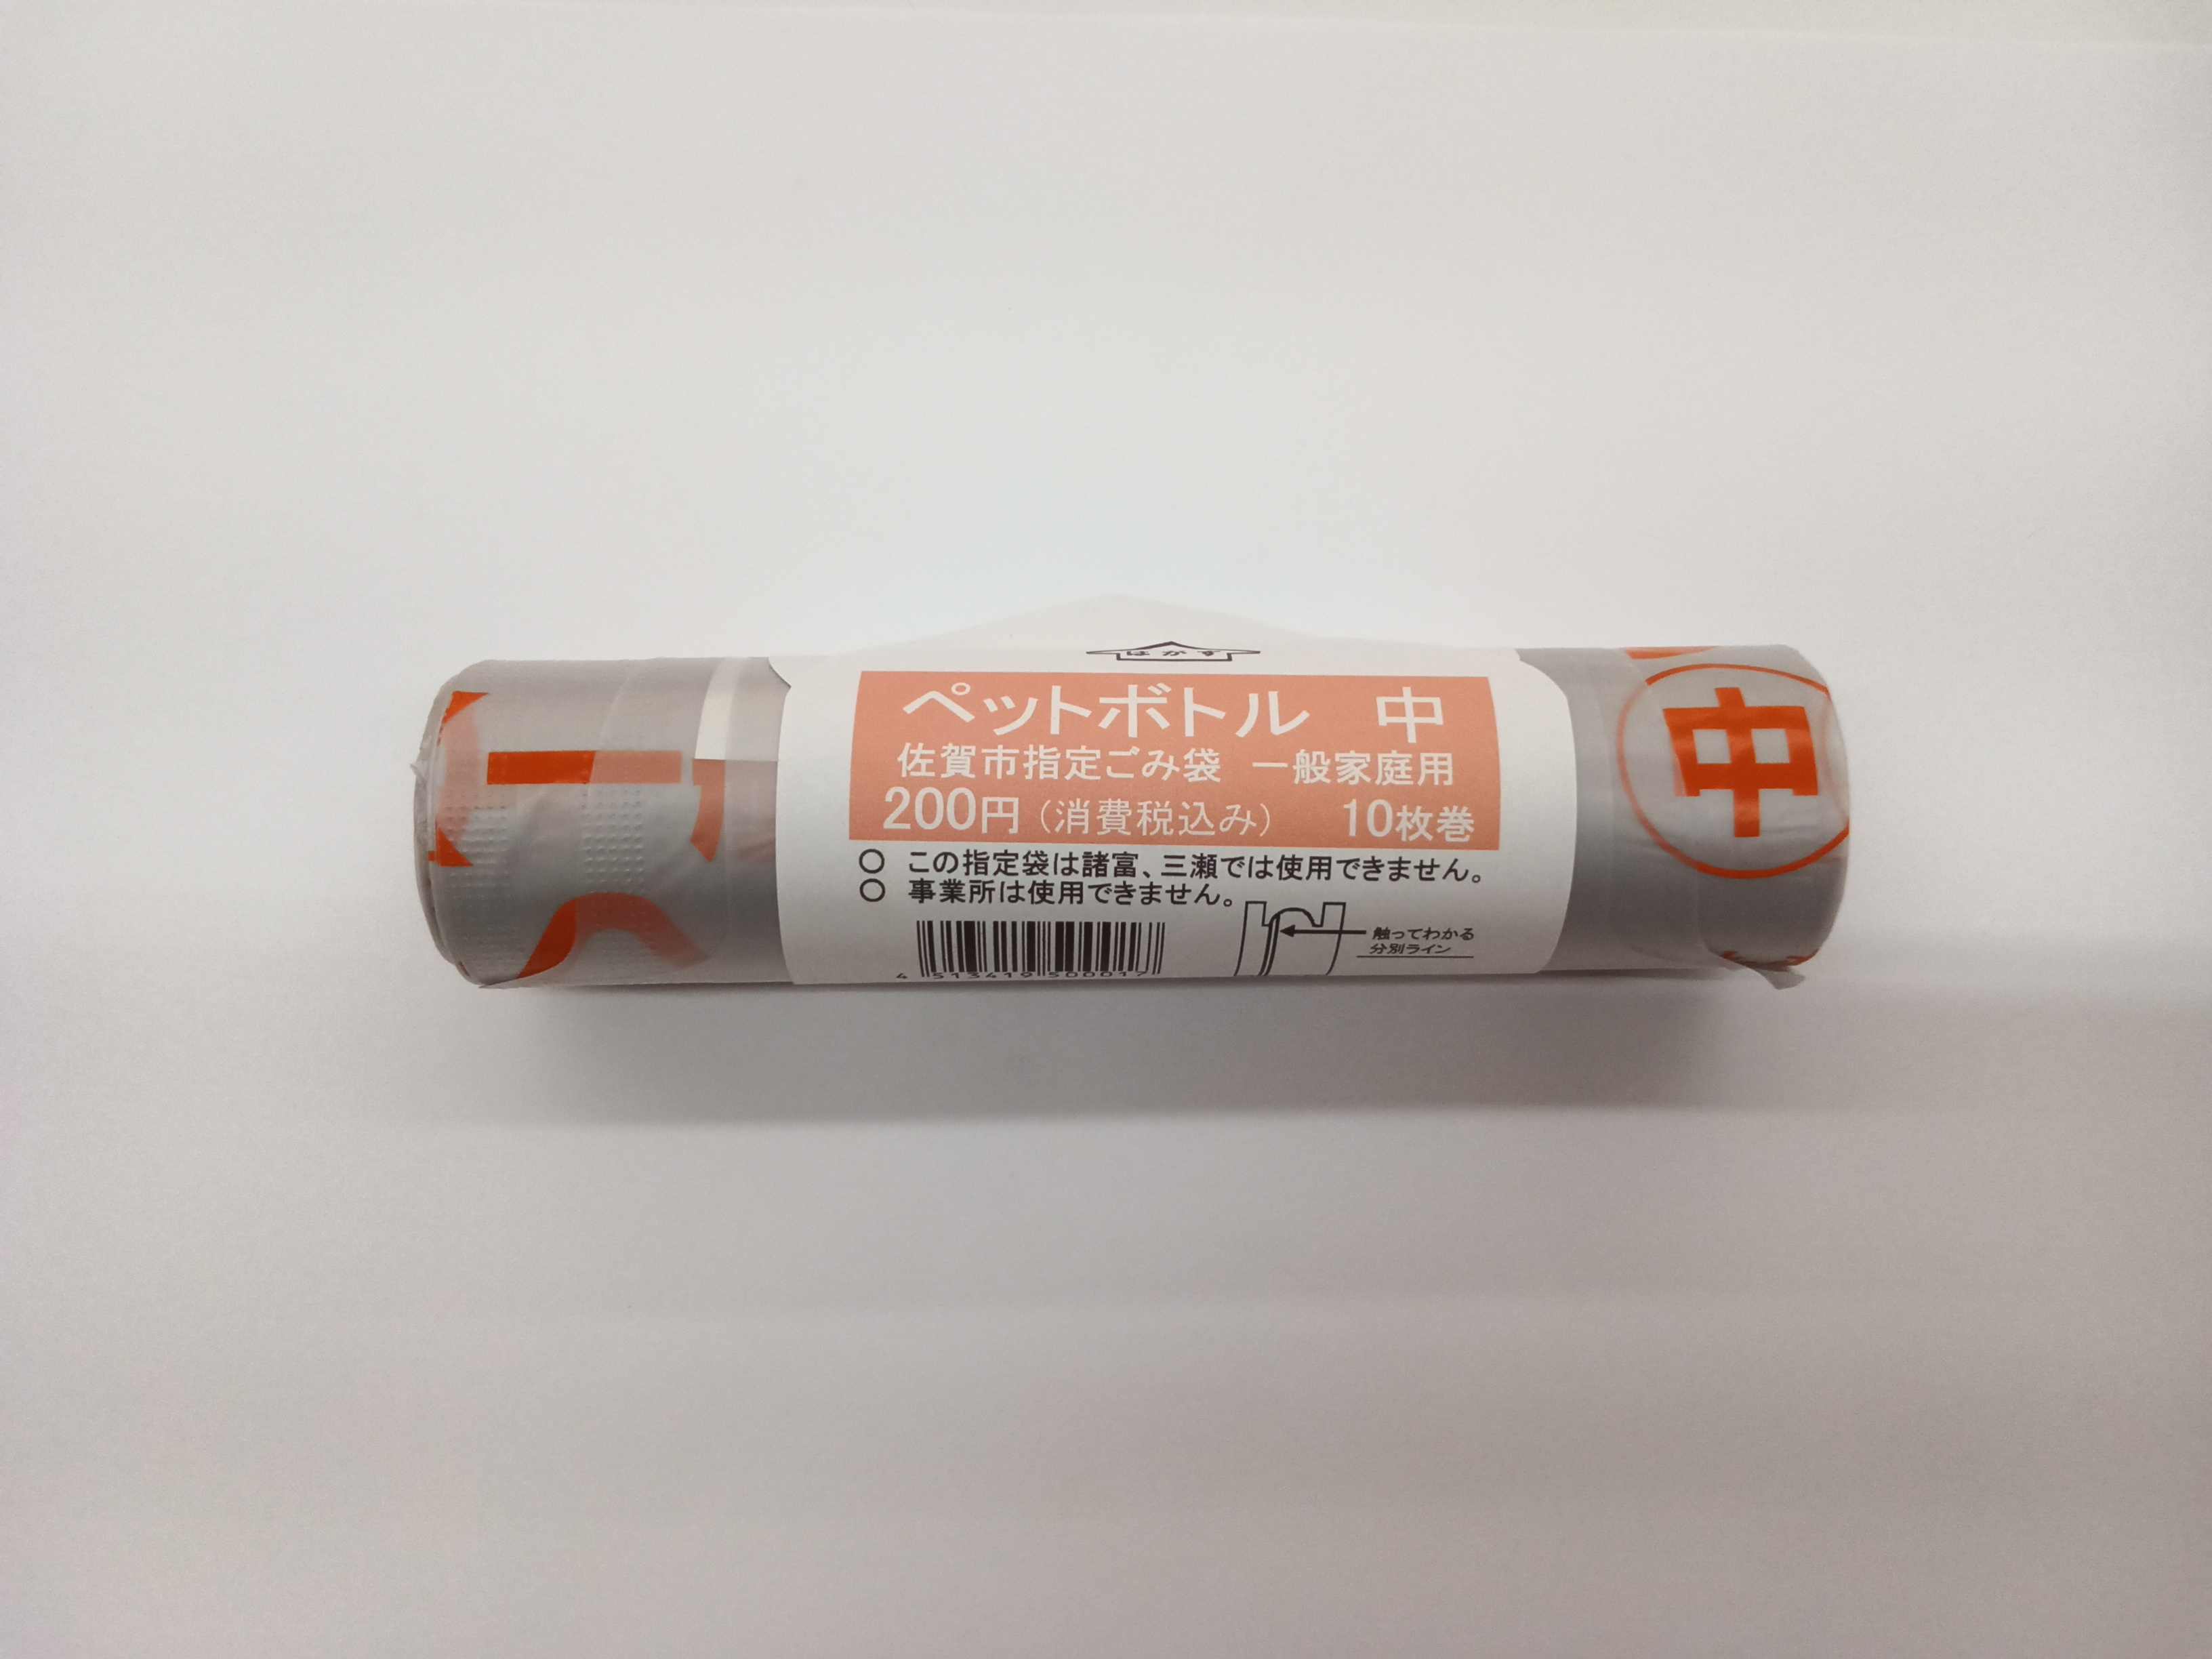 はがす
ペットボトル 中
佐賀市指定ごみ袋 一般家庭用
200円(消費税込み) 10枚巻
○ この指定袋は諸富、三瀬では使用できません。
○ 事業所は使用できません。
触ってわかる
分別ライン
4 513419 500017
中